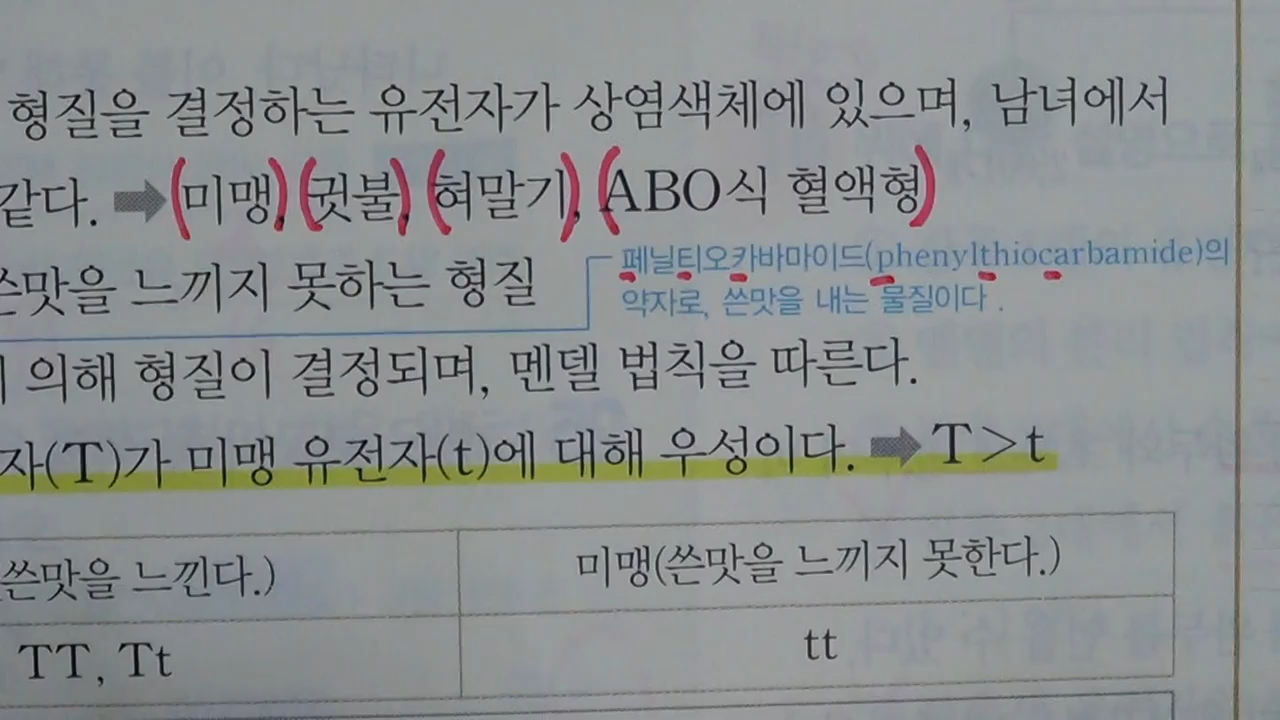 형질을 결정하는 유전자가 상염색체에 있으며, 남녀에서
같다. ➡ 미맹, 귓불, 혀말기, ABO식 혈액형
페닐티오카바마이드(phenylthiocarbamide)의
약자로, 쓴맛을 내는 물질이다.
쓴맛을 느끼지 못하는 형질
의해 형질이 결정되며, 멘델 법칙을 따른다.
자(T)가 미맹 유전자(t)에 대해 우성이다. ➡ T>t
쓴맛을 느낀다.) 미맹(쓴맛을 느끼지 못한다.)
TT, Tt tt